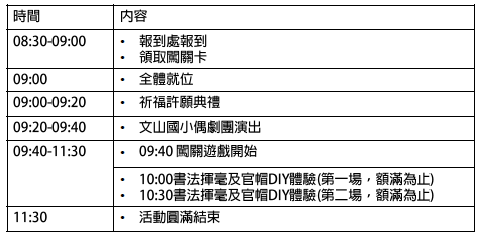 時間 內容
08:30-09:00 • 報到處報到
• 領取闖關卡
09:00 • 全體就位
09:00-09:20 • 祈福許願典禮
09:20-09:40 • 文山國小偶劇團演出
09:40-11:30 • 09:40 闖關遊戲開始
• 10:00書法揮毫及官帽DIY體驗(第一場，額滿為止)
• 10:30書法揮毫及官帽DIY體驗(第二場，額滿為止)
11:30 • 活動圓滿結束